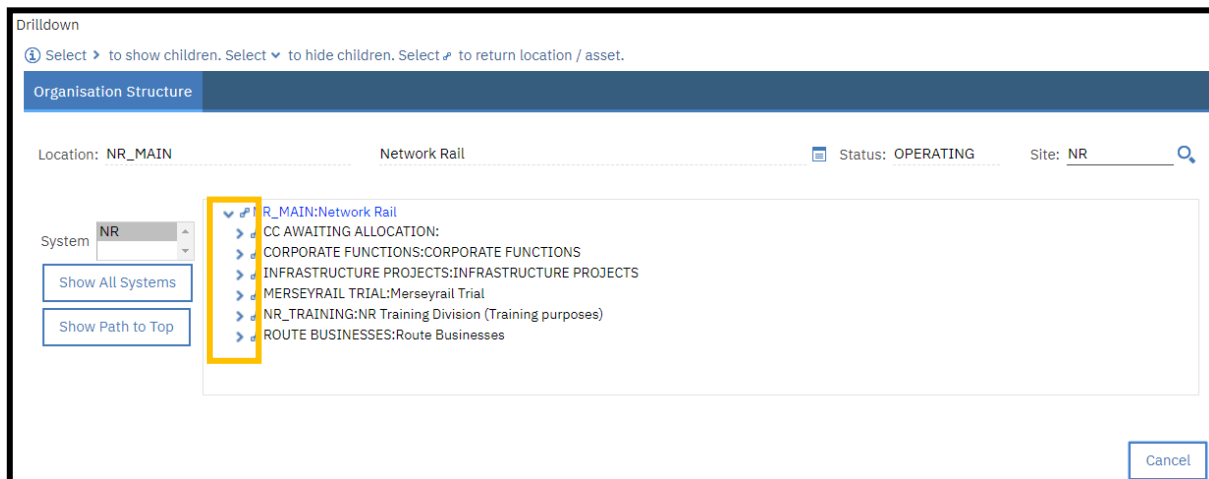 Drilldown
Select > to show children. Select ⌄ to hide children. Select to return location / asset.
Organisation Structure
Location: NR_MAIN Network Rail Status: OPERATING Site: NR
NR_MAIN:Network Rail
System NR
CC AWAITING ALLOCATION:
CORPORATE FUNCTIONS:CORPORATE FUNCTIONS
INFRASTRUCTURE PROJECTS:INFRASTRUCTURE PROJECTS
MERSEYRAIL TRIAL:Merseyrail Trial
NR_TRAINING:NR Training Division (Training purposes)
ROUTE BUSINESSES:Route Businesses
Show All Systems
Show Path to Top
Cancel